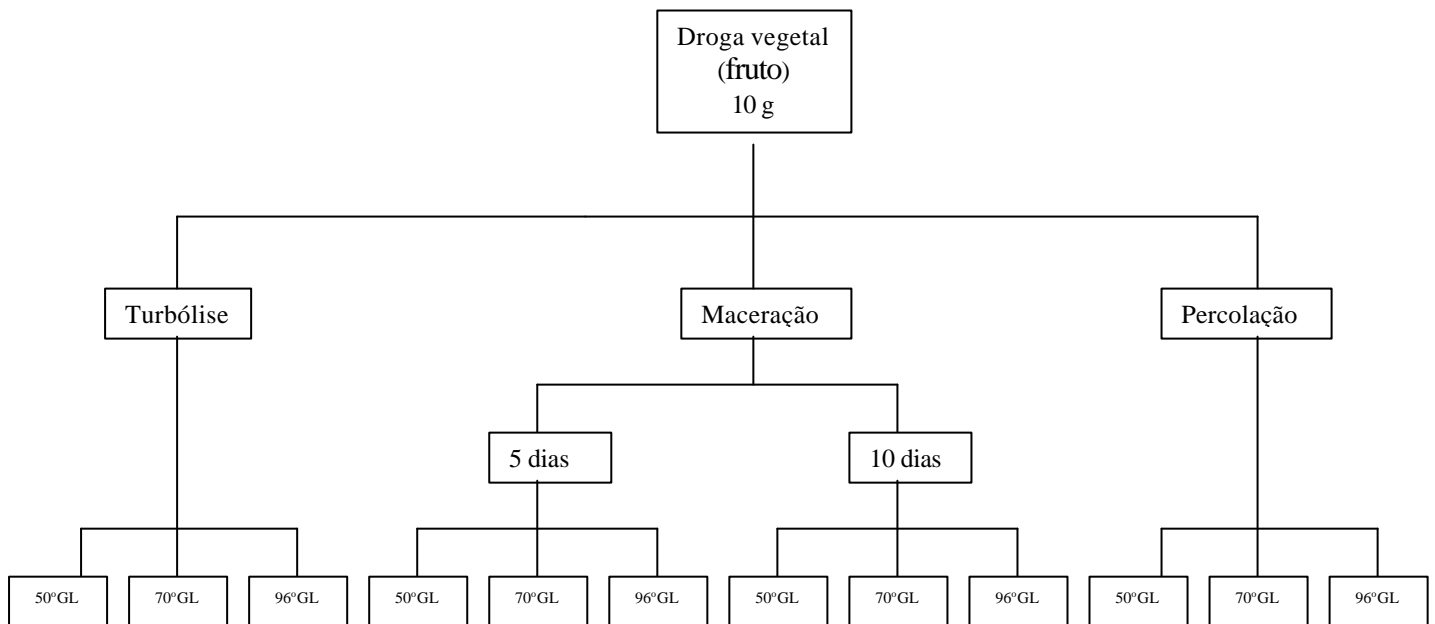 Droga vegetal
(fruto)
10 g
Turbólise
Maceração
Percolação
5 dias
10 dias
50ºGL
70ºGL
96ºGL
50ºGL
70ºGL
96ºGL
50ºGL
70ºGL
96ºGL
50ºGL
70ºGL
96ºGL